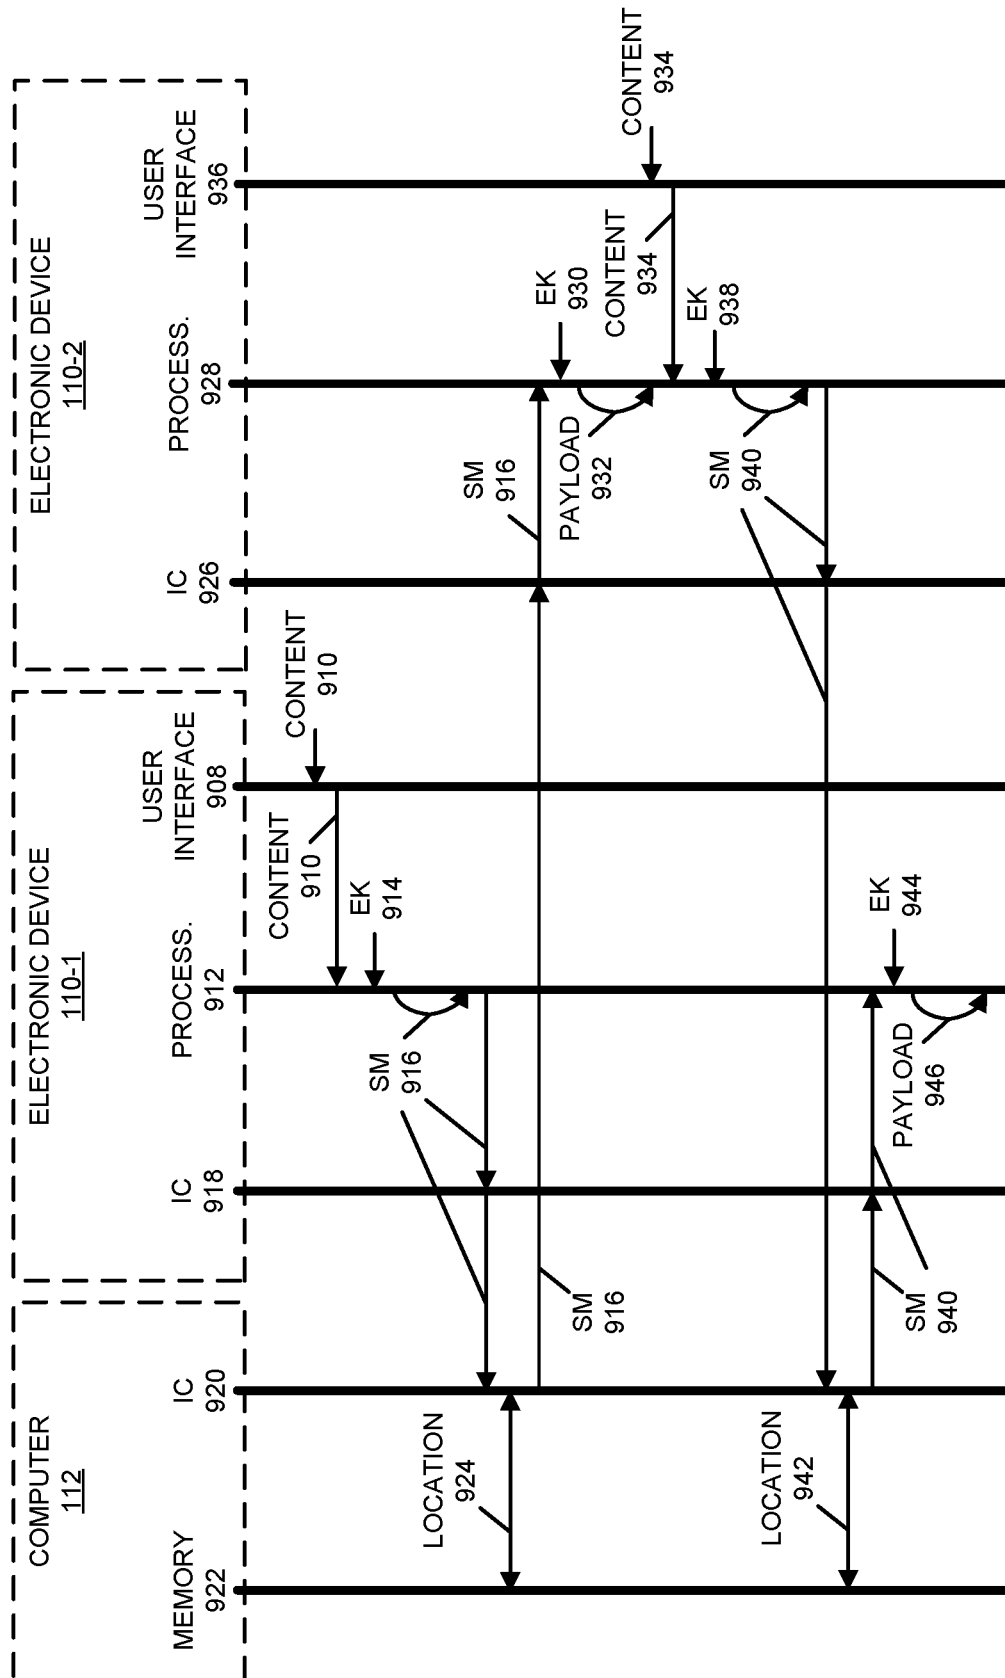 COMPUTER
112
ELECTRONIC DEVICE
110-1
ELECTRONIC DEVICE
110-2
MEMORY
922
IC
920
IC
918
PROCESS.
912
USER
INTERFACE
908
IC
926
PROCESS.
928
USER
INTERFACE
936
CONTENT
910
CONTENT
910
EK
914
SM
916
LOCATION
924
SM
916
SM
916
EK
930
PAYLOAD
932
CONTENT
934
CONTENT
934
EK
938
SM
940
LOCATION
942
SM
940
EK
944
PAYLOAD
946